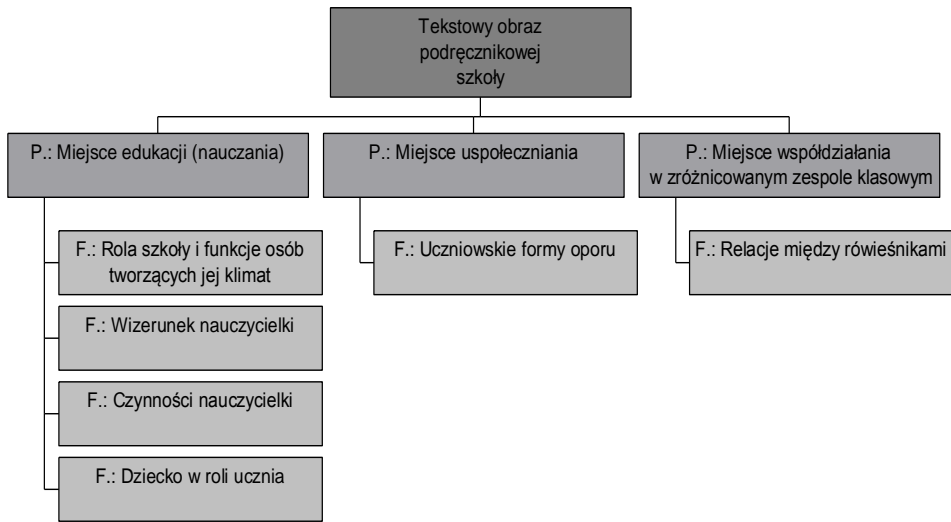 Tekstowy obraz
podręcznikowej
szkoły
P.: Miejsce edukacji (nauczania)
P.: Miejsce uspołeczniania
P.: Miejsce współdziałania
w zróżnicowanym zespole klasowym
F.: Rola szkoły i funkcje osób
tworzących jej klimat
F.: Wizerunek nauczycielki
F.: Czynności nauczycielki
F.: Dziecko w roli ucznia
F.: Uczniowskie formy oporu
F.: Relacje między rówieśnikami